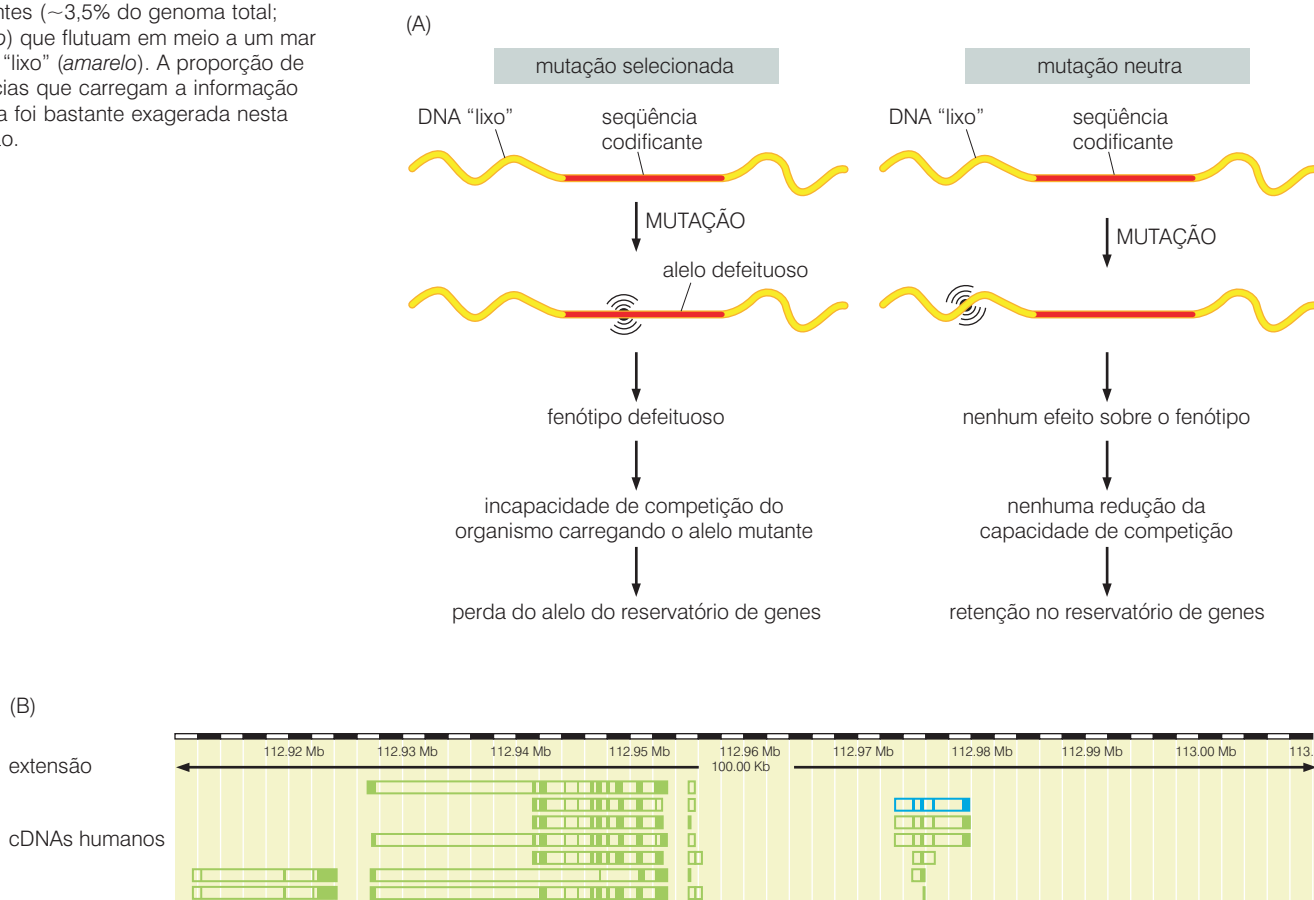 ntes (~3,5% do genoma total;
o) que flutuam em meio a um mar
“lixo” (amarelo). A proporção de
cias que carregam a informação
a foi bastante exagerada nesta
ão.
(A)
mutação selecionada
DNA “lixo”
seqüência
codificante
MUTAÇÃO
alelo defeituoso
fenótipo defeituoso
incapacidade de competição do
organismo carregando o alelo mutante
perda do alelo do reservatório de genes
mutação neutra
DNA “lixo”
seqüência
codificante
MUTAÇÃO
nenhum efeito sobre o fenótipo
nenhuma redução da
capacidade de competição
retenção no reservatório de genes
(B)
112.92 Mb 112.93 Mb 112.94 Mb 112.95 Mb 112.96 Mb 112.97 Mb 112.98 Mb 112.99 Mb 113.00 Mb 113.
extensão
100.00 Kb
cDNAs humanos